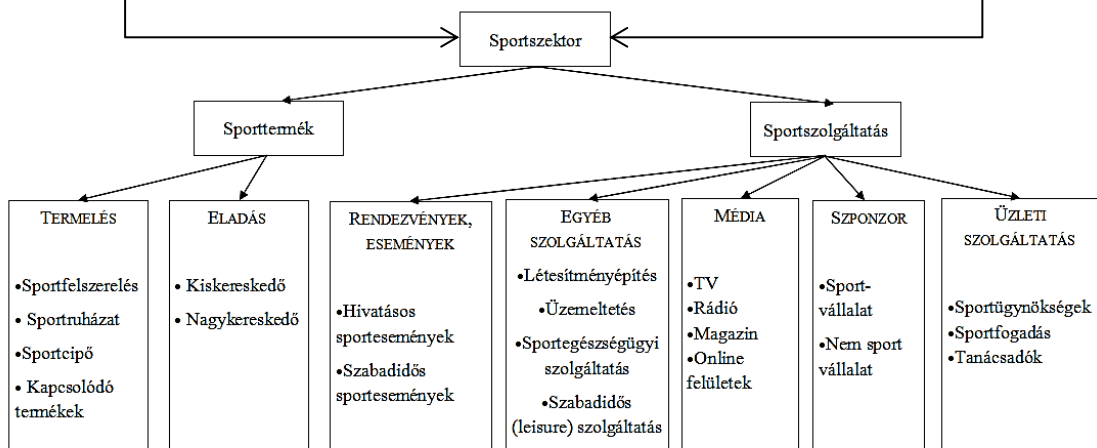 Sportszektor
Sporttermék
Sportszolgáltatás
TERMELÉS
•Sportfelszerelés
• Sportruházat
•Sportcipő
• Kapcsolódó
termékek
ELADÁS
• Kiskereskedő
• Nagykereskedő
RENDEZVÉNYEK,
ESEMÉNYEK
•Hivatásos
sportesemények
•Szabadidős
sportesemények
EGYÉB
SZOLGÁLTATÁS
•Létesítményépítés
•Üzemeltetés
•Sportegészségügyi
szolgáltatás
•Szabadidős
(leisure) szolgáltatás
MÉDIA
•TV
•Rádió
•Magazin
•Online
felületek
SZPONZOR
•Sport-
vállalat
•Nem sport
vállalat
ÜZLETI
SZOLGÁLTATÁS
•Sportügynökségek
•Sportfogadás
•Tanácsadók